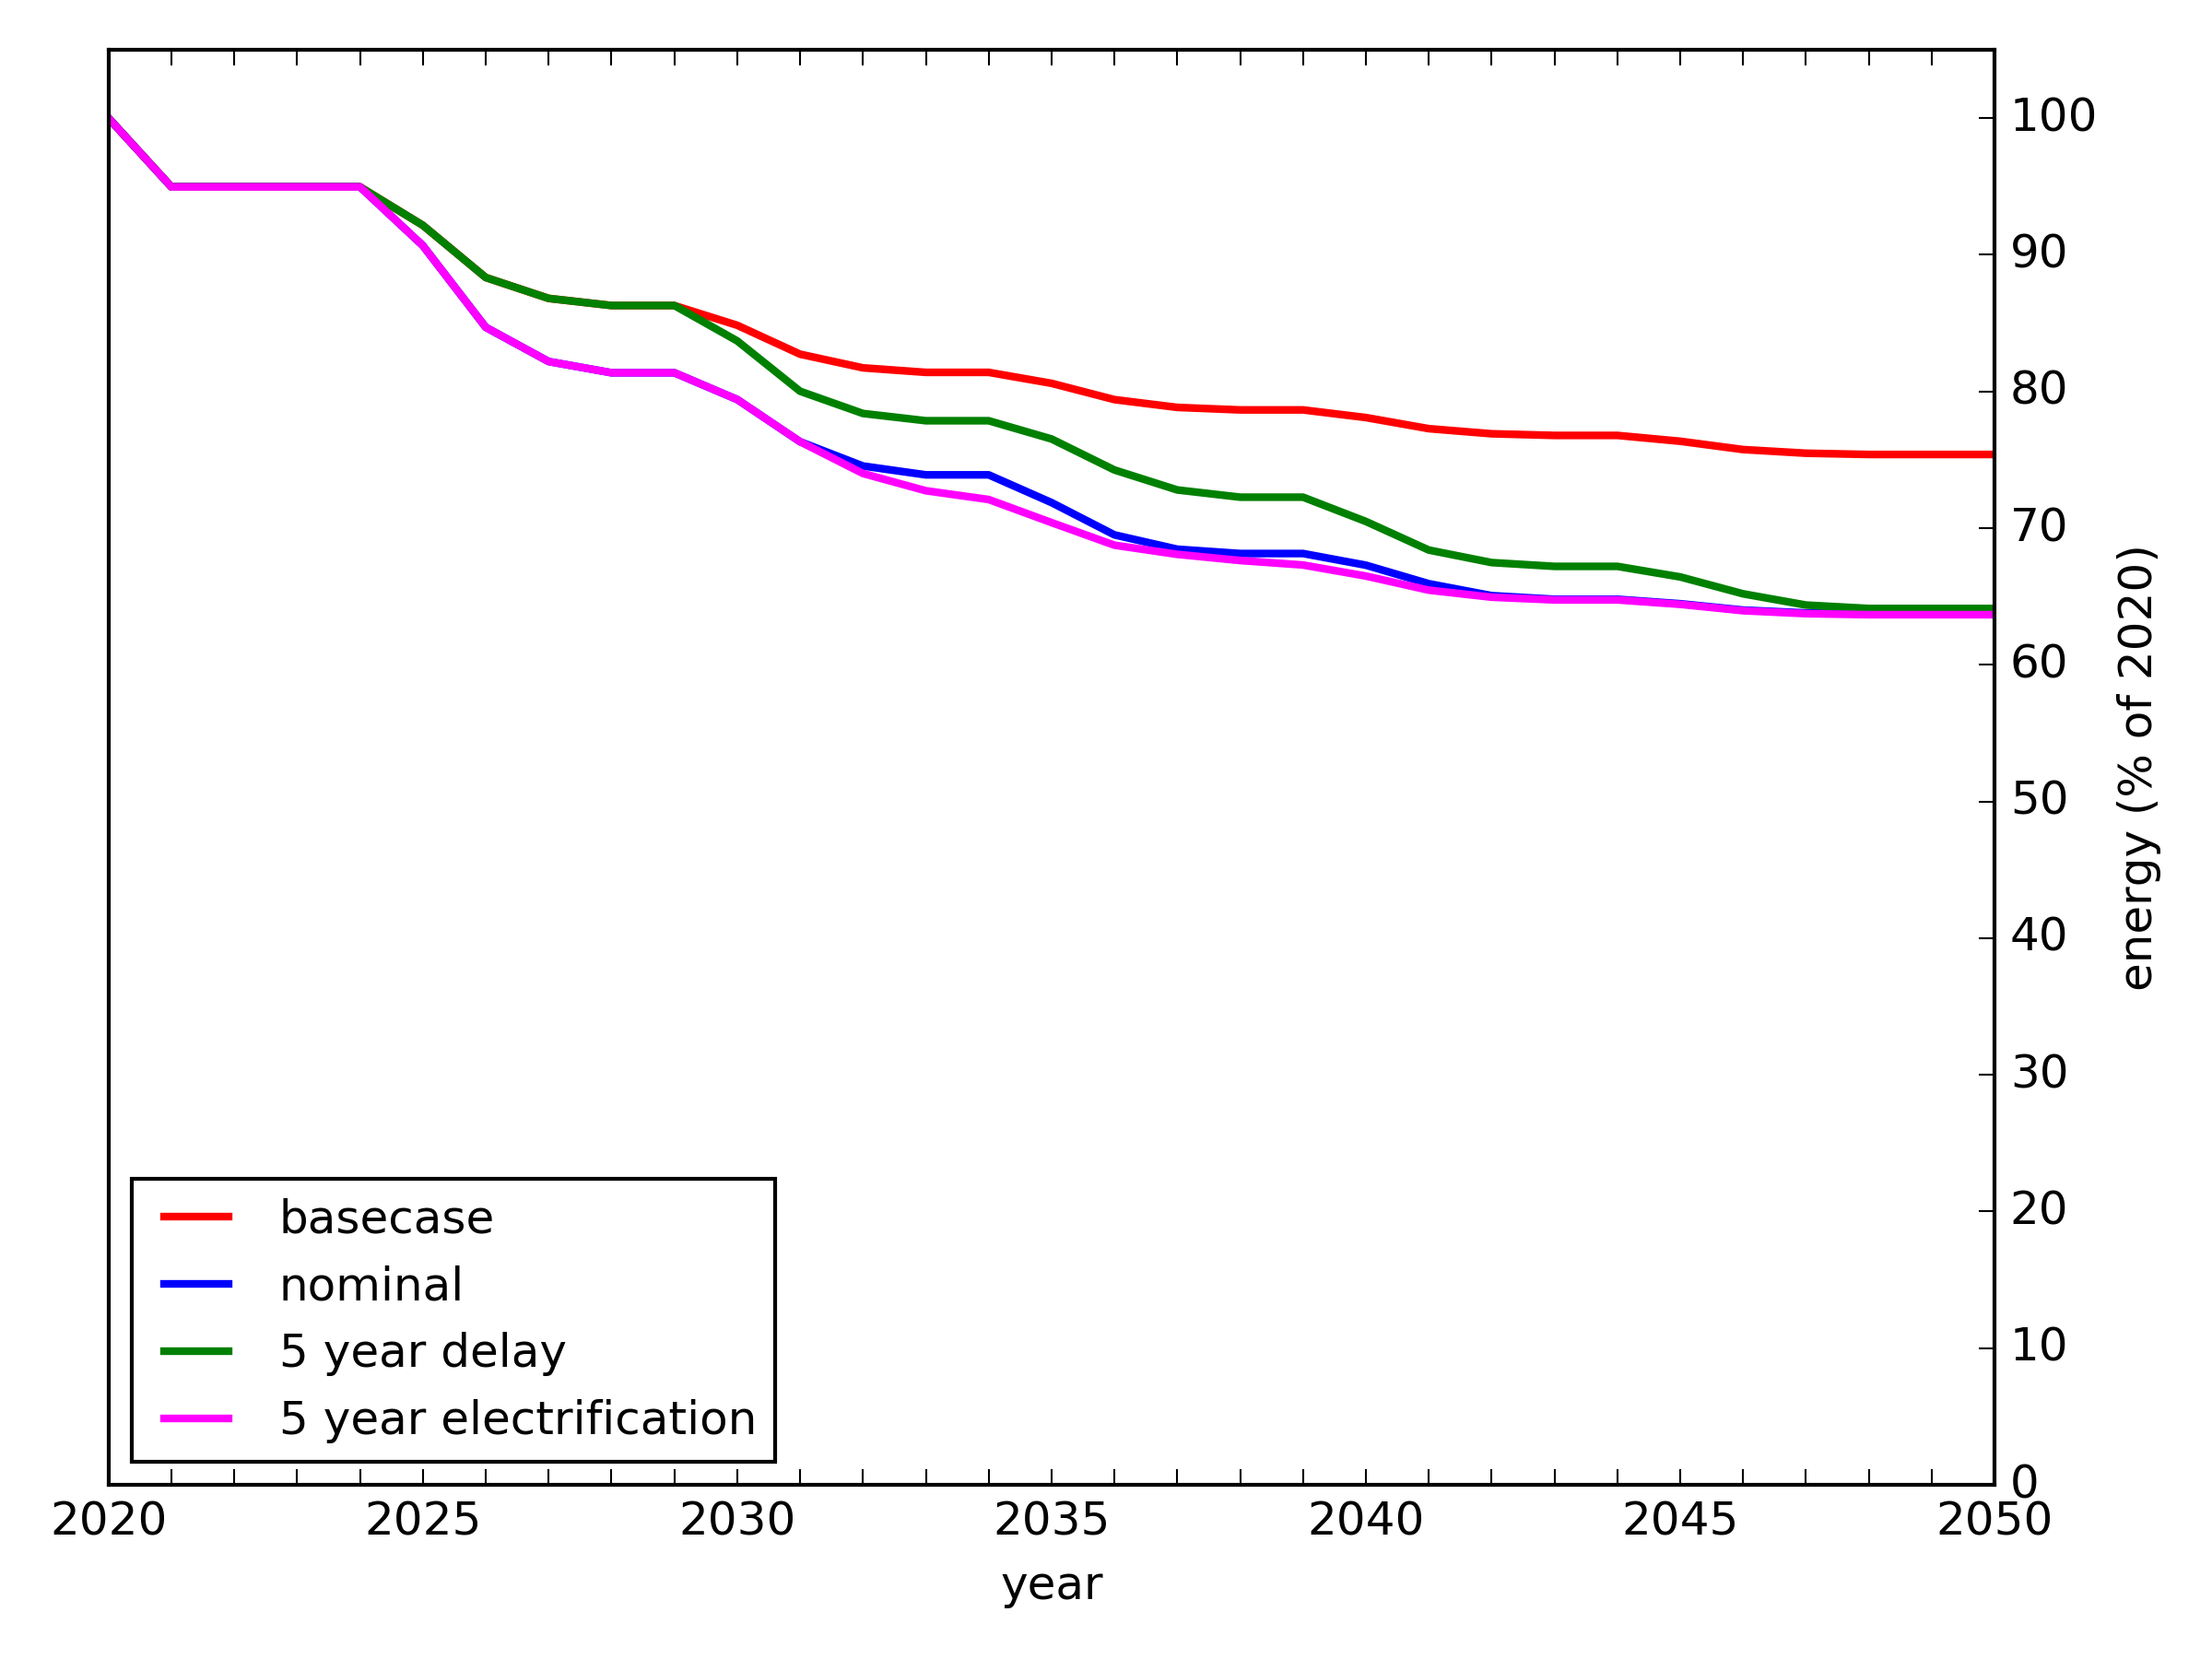 100
90
80
70
60
50
40
30
20
10
0
energy (% of 2020)
basecase
nominal
5 year delay
5 year electrification
2020 2025 2030 2035 2040 2045 2050
year